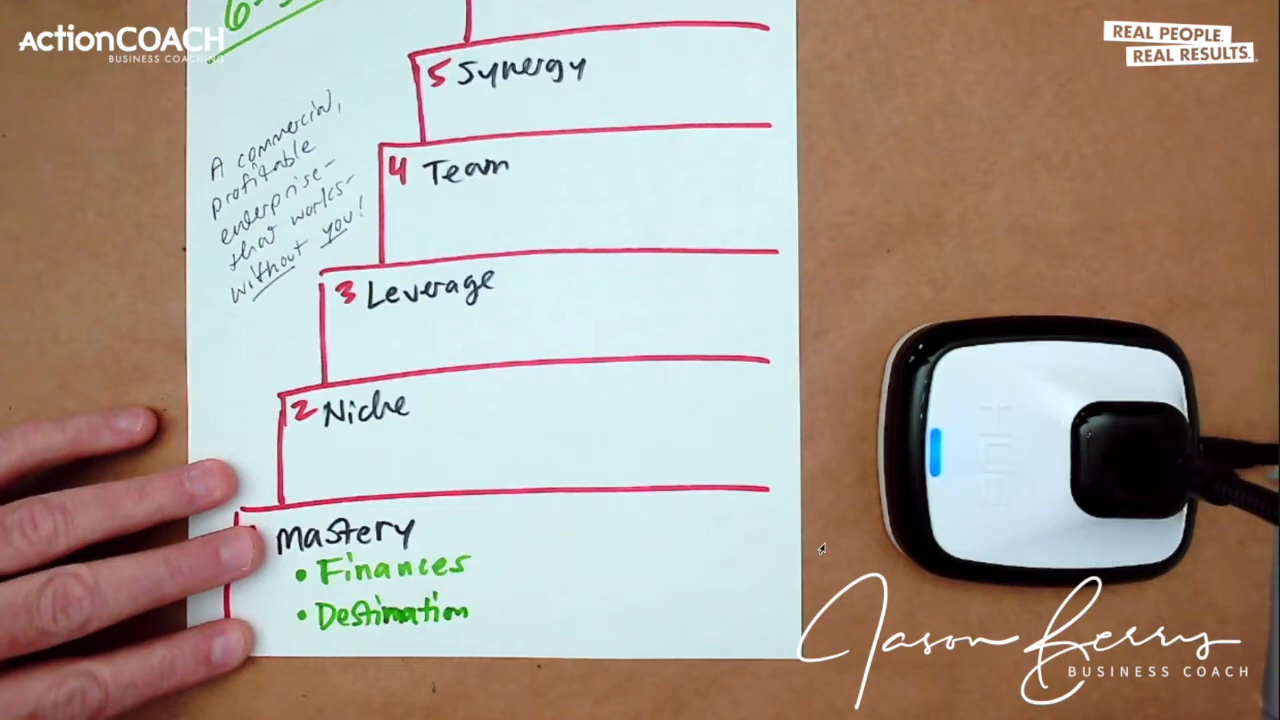 ActionCOACH
BUSINESS COACHING
REAL PEOPLE.
REAL RESULTS.
5 Synergy
A commercial,
profitable
enterprise-
that works-
without you!
4 Team
3 Leverage
2 Niche
Mastery
• Finances
• Destination
HUE
Jason Berry
BUSINESS COACH